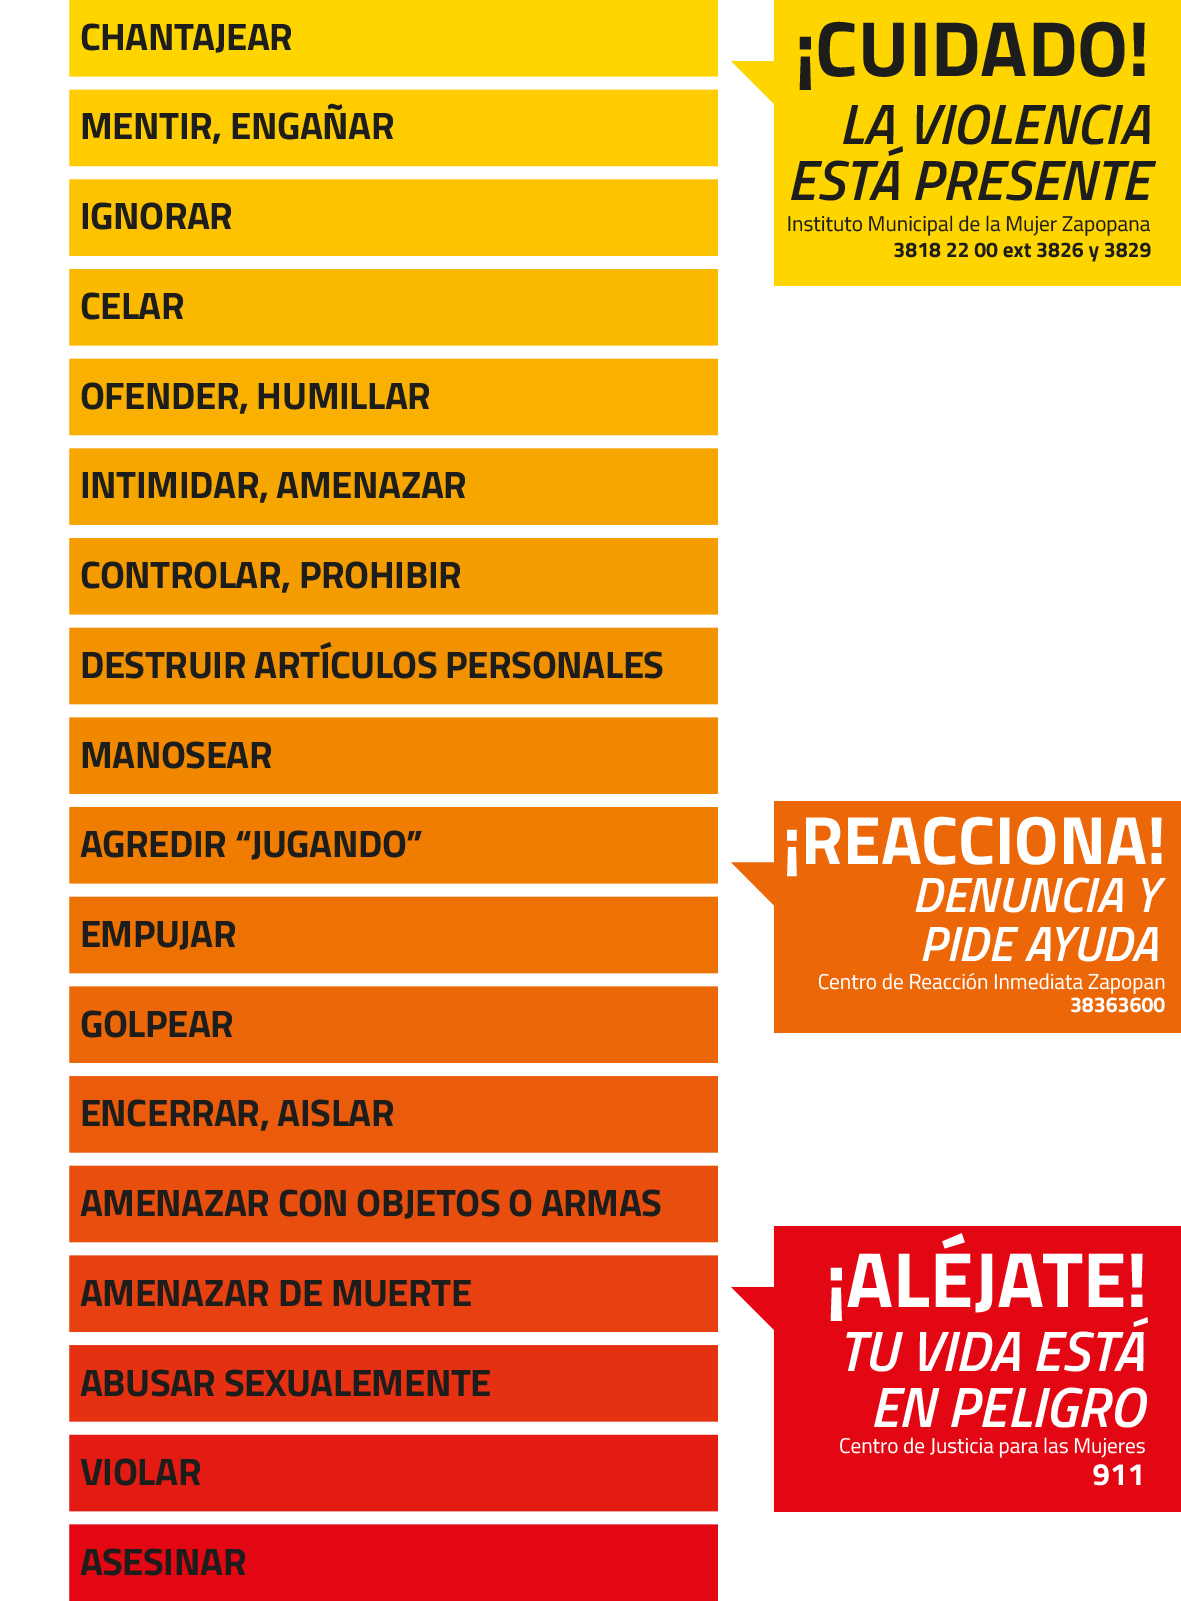 CHANTAJEAR
MENTIR, ENGAÑAR
IGNORAR
CELAR
OFENDER, HUMILLAR
INTIMIDAR, AMENAZAR
CONTROLAR, PROHIBIR
DESTRUIR ARTÍCULOS PERSONALES
MANOSEAR
AGREDIR “JUGANDO”
EMPUJAR
GOLPEAR
ENCERRAR, AISLAR
AMENAZAR CON OBJETOS O ARMAS
AMENAZAR DE MUERTE
ABUSAR SEXUALEMENTE
VIOLAR
ASESINAR
¡CUIDADO!
LA VIOLENCIA
ESTÁ PRESENTE
Instituto Municipal de la Mujer Zapopana
3818 22 00 ext 3826 y 3829
¡REACCIONA!
DENUNCIA Y
PIDE AYUDA
Centro de Reacción Inmediata Zapopan
38363600
¡ALÉJATE!
TU VIDA ESTÁ
EN PELIGRO
Centro de Justicia para las Mujeres
911